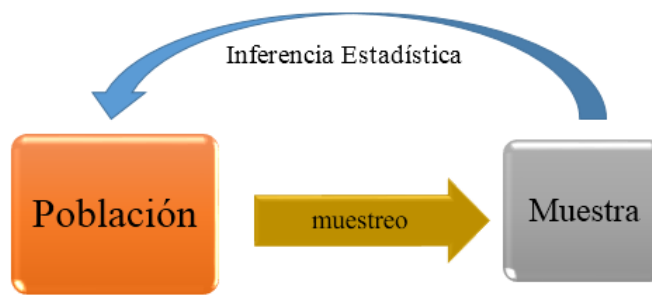 Inferencia Estadística
Población
muestreo
Muestra